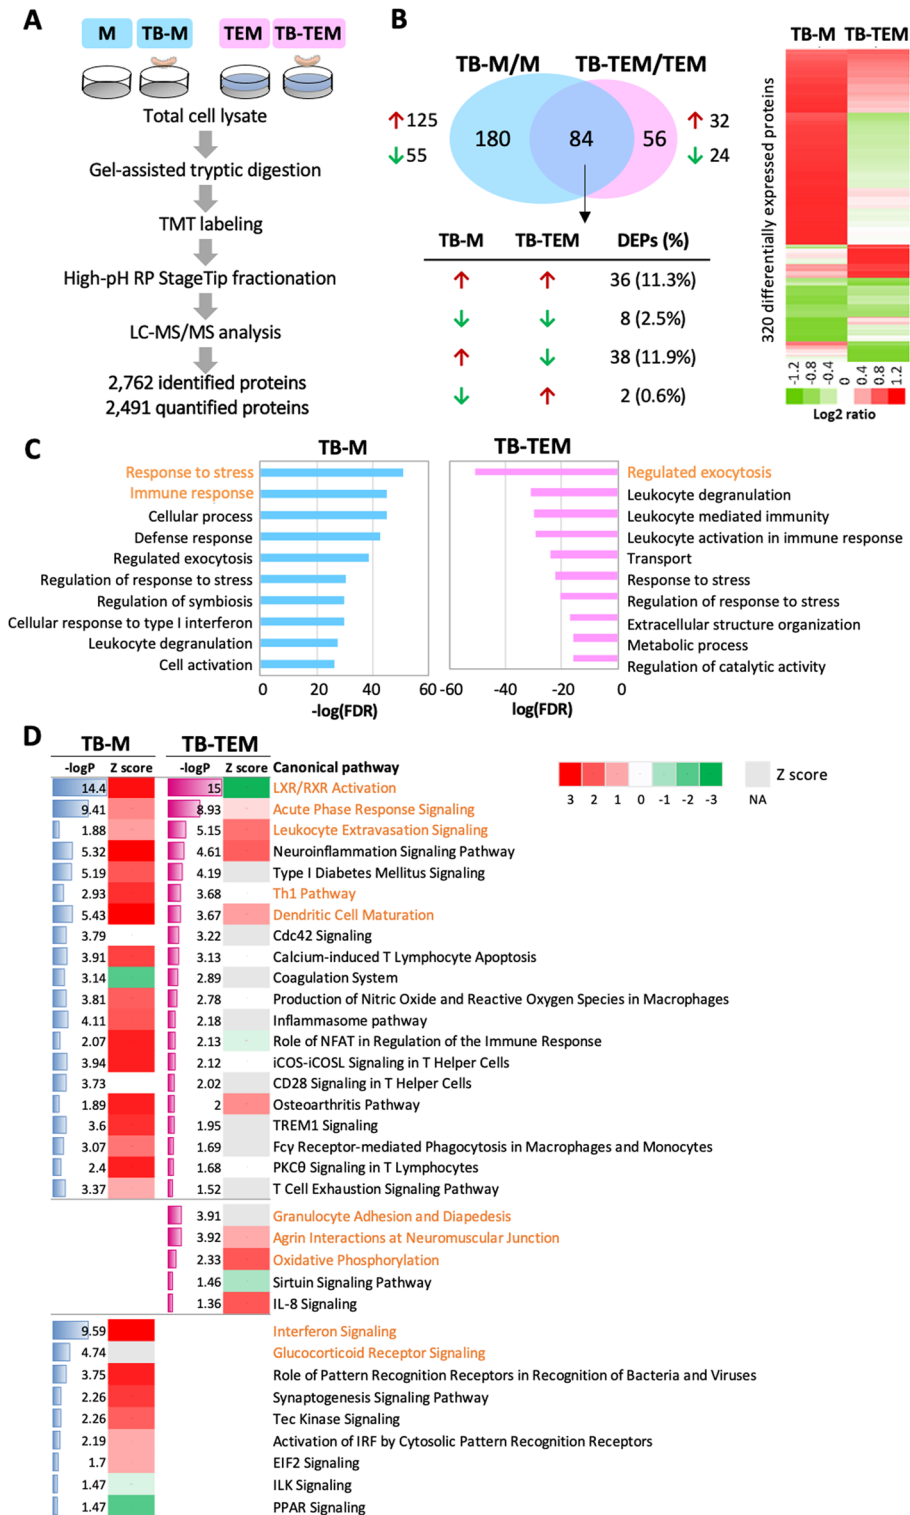 A
M TB-M TEM TB-TEM
Total cell lysate
Gel-assisted tryptic digestion
TMT labeling
High-pH RP StageTip fractionation
LC-MS/MS analysis
2,762 identified proteins
2,491 quantified proteins
B
TB-M/M TB-TEM/TEM
↑125 180 84 56 ↑ 32
↓55 ↓ 24
TB-M TB-TEM DEPs (%)
↑ ↑ 36 (11.3%)
↓ ↓ 8 (2.5%)
↑ ↓ 38 (11.9%)
↓ ↑ 2 (0.6%)
TB-M TB-TEM
320 differentially expressed proteins
-1.2 -0.8 -0.4 0 0.4 0.8 1.2
Log2 ratio
C
TB-M
Response to stress
Immune response
Cellular process
Defense response
Regulated exocytosis
Regulation of response to stress
Regulation of symbiosis
Cellular response to type I interferon
Leukocyte degranulation
Cell activation
0 20 40 60
-log(FDR)
TB-TEM
Regulated exocytosis
Leukocyte degranulation
Leukocyte mediated immunity
Leukocyte activation in immune response
Transport
Response to stress
Regulation of response to stress
Extracellular structure organization
Metabolic process
Regulation of catalytic activity
-60 -40 -20 0
log(FDR)
D
TB-M TB-TEM
-logP Z score -logP Z score Canonical pathway
14.4 15 LXR/RXR Activation
9.41 8.93 Acute Phase Response Signaling
1.88 5.15 Leukocyte Extravasation Signaling
5.32 4.61 Neuroinflammation Signaling Pathway
5.19 4.19 Type I Diabetes Mellitus Signaling
2.93 3.68 Th1 Pathway
5.43 3.67 Dendritic Cell Maturation
3.79 3.22 Cdc42 Signaling
3.91 3.13 Calcium-induced T Lymphocyte Apoptosis
3.14 2.89 Coagulation System
3.81 2.78 Production of Nitric Oxide and Reactive Oxygen Species in Macrophages
4.11 2.18 Inflammasome pathway
2.07 2.13 Role of NFAT in Regulation of the Immune Response
3.94 2.12 iCOS-iCOSL Signaling in T Helper Cells
3.73 2.02 CD28 Signaling in T Helper Cells
1.89 2 Osteoarthritis Pathway
3.6 1.95 TREM1 Signaling
3.07 1.69 Fcγ Receptor-mediated Phagocytosis in Macrophages and Monocytes
2.4 1.68 PKCθ Signaling in T Lymphocytes
3.37 1.52 T Cell Exhaustion Signaling Pathway
3.91 Granulocyte Adhesion and Diapedesis
3.92 Agrin Interactions at Neuromuscular Junction
2.33 Oxidative Phosphorylation
1.46 Sirtuin Signaling Pathway
1.36 IL-8 Signaling
9.59 Interferon Signaling
4.74 Glucocorticoid Receptor Signaling
3.75 Role of Pattern Recognition Receptors in Recognition of Bacteria and Viruses
2.26 Synaptogenesis Signaling Pathway
2.26 Tec Kinase Signaling
2.19 Activation of IRF by Cytosolic Pattern Recognition Receptors
1.7 EIF2 Signaling
1.47 ILK Signaling
1.47 PPAR Signaling
Z score
3 2 1 0 -1 -2 -3 NA